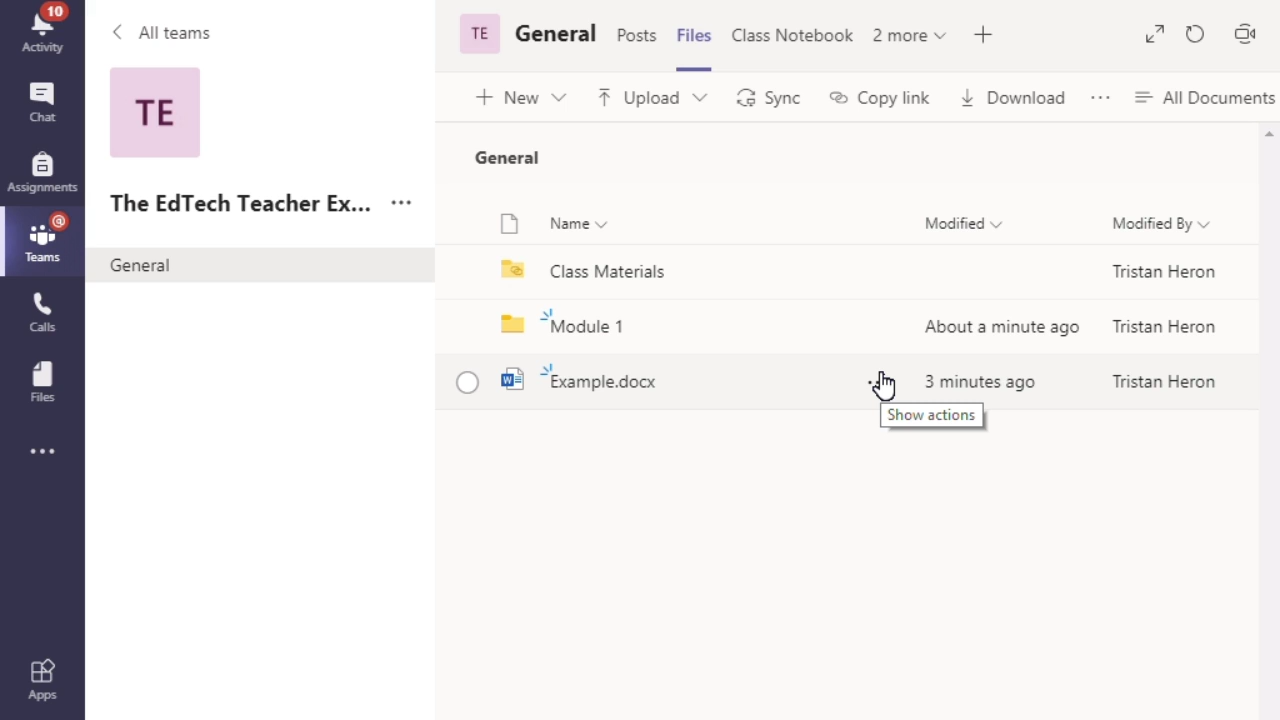 10
Activity
Chat
Assignments
@
Teams
Calls
Files
Apps
All teams
TE
The EdTech Teacher Ex...
General
TE General Posts Files Class Notebook 2 more
New Upload Sync Copy link Download All Documents
General
Name Modified Modified By
Class Materials Tristan Heron
Module 1 About a minute ago Tristan Heron
W Example.docx 3 minutes ago Tristan Heron
Show actions